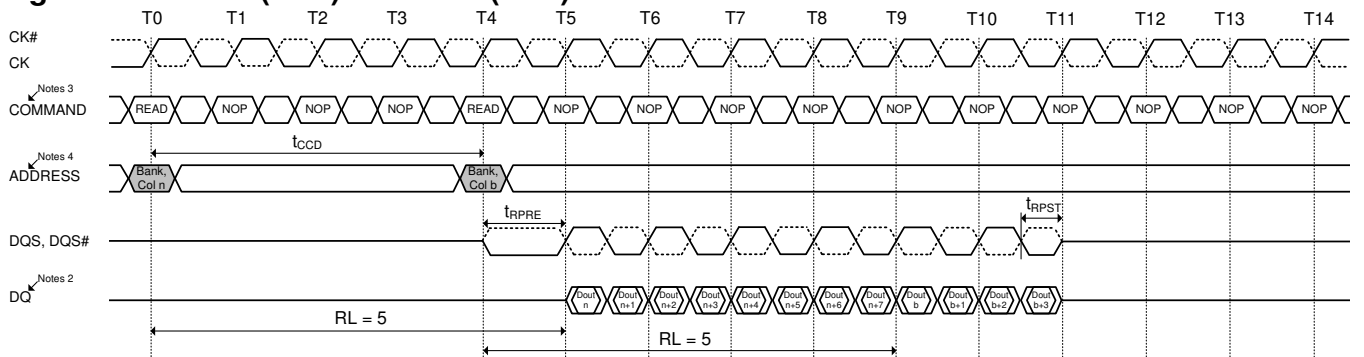 T0 T1 T2 T3 T4 T5 T6 T7 T8 T9 T10 T11 T12 T13 T14
CK#
CK
Notes 3
COMMAND READ NOP NOP NOP READ NOP NOP NOP NOP NOP NOP NOP NOP NOP NOP
tCCD
Notes 4
ADDRESS
Bank, Col n
Bank, Col b
tRPRE
tRPST
DQS, DQS#
Notes 2
DQ
Dout n
Dout n+1
Dout n+2
Dout n+3
Dout n+4
Dout n+5
Dout n+6
Dout n+7
Dout b
Dout b+1
Dout b+2
Dout b+3
RL = 5
RL = 5